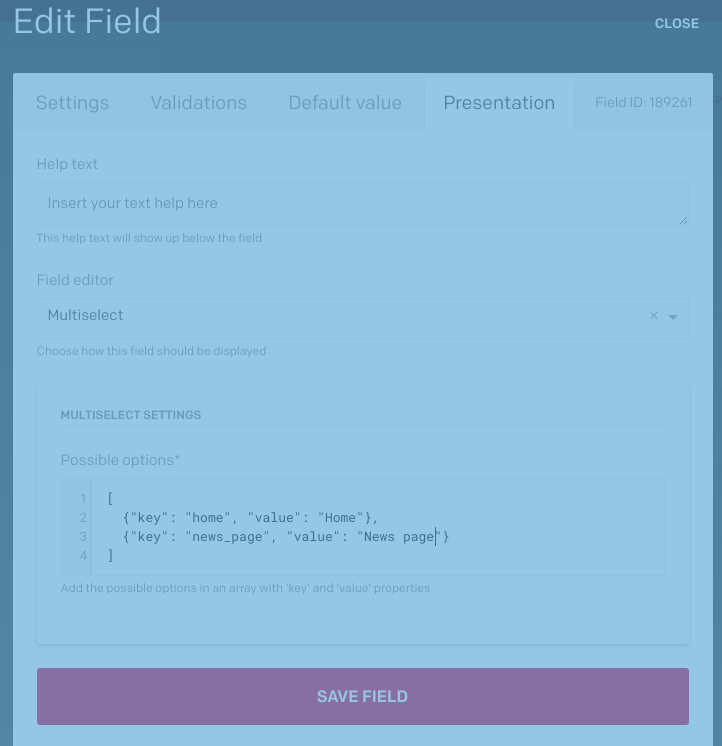 Edit Field
CLOSE
Settings Validations Default value Presentation Field ID: 189261
Help text
Insert your text help here
This help text will show up below the field
Field editor
Multiselect × 
Choose how this field should be displayed
MULTISELECT SETTINGS
Possible options*
1 [
2 {"key": "home", "value": "Home"},
3 {"key": "news_page", "value": "News page"}
4 ]
Add the possible options in an array with 'key' and 'value' properties
SAVE FIELD